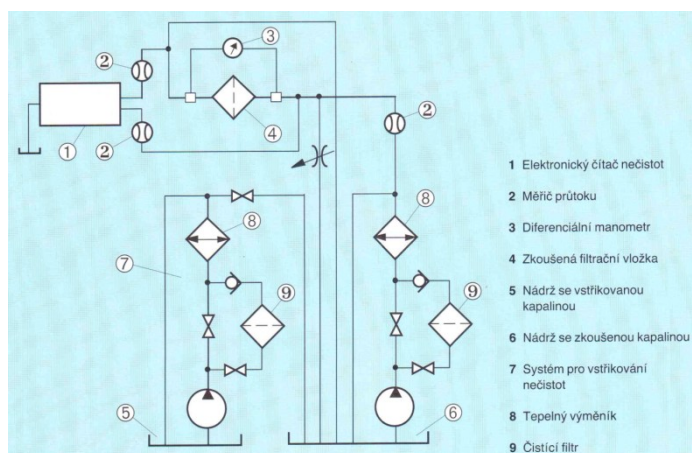 3
2
2
1
4
2
8
8
7
9
9
5
6
1 Elektronický čítač nečistot
2 Měřič průtoku
3 Diferenciální manometr
4 Zkoušená filtrační vložka
5 Nádrž se vstřikovanou
kapalinou
6 Nádrž se zkoušenou kapalinou
7 Systém pro vstřikování
nečistot
8 Tepelný výměník
9 Čistící filtr